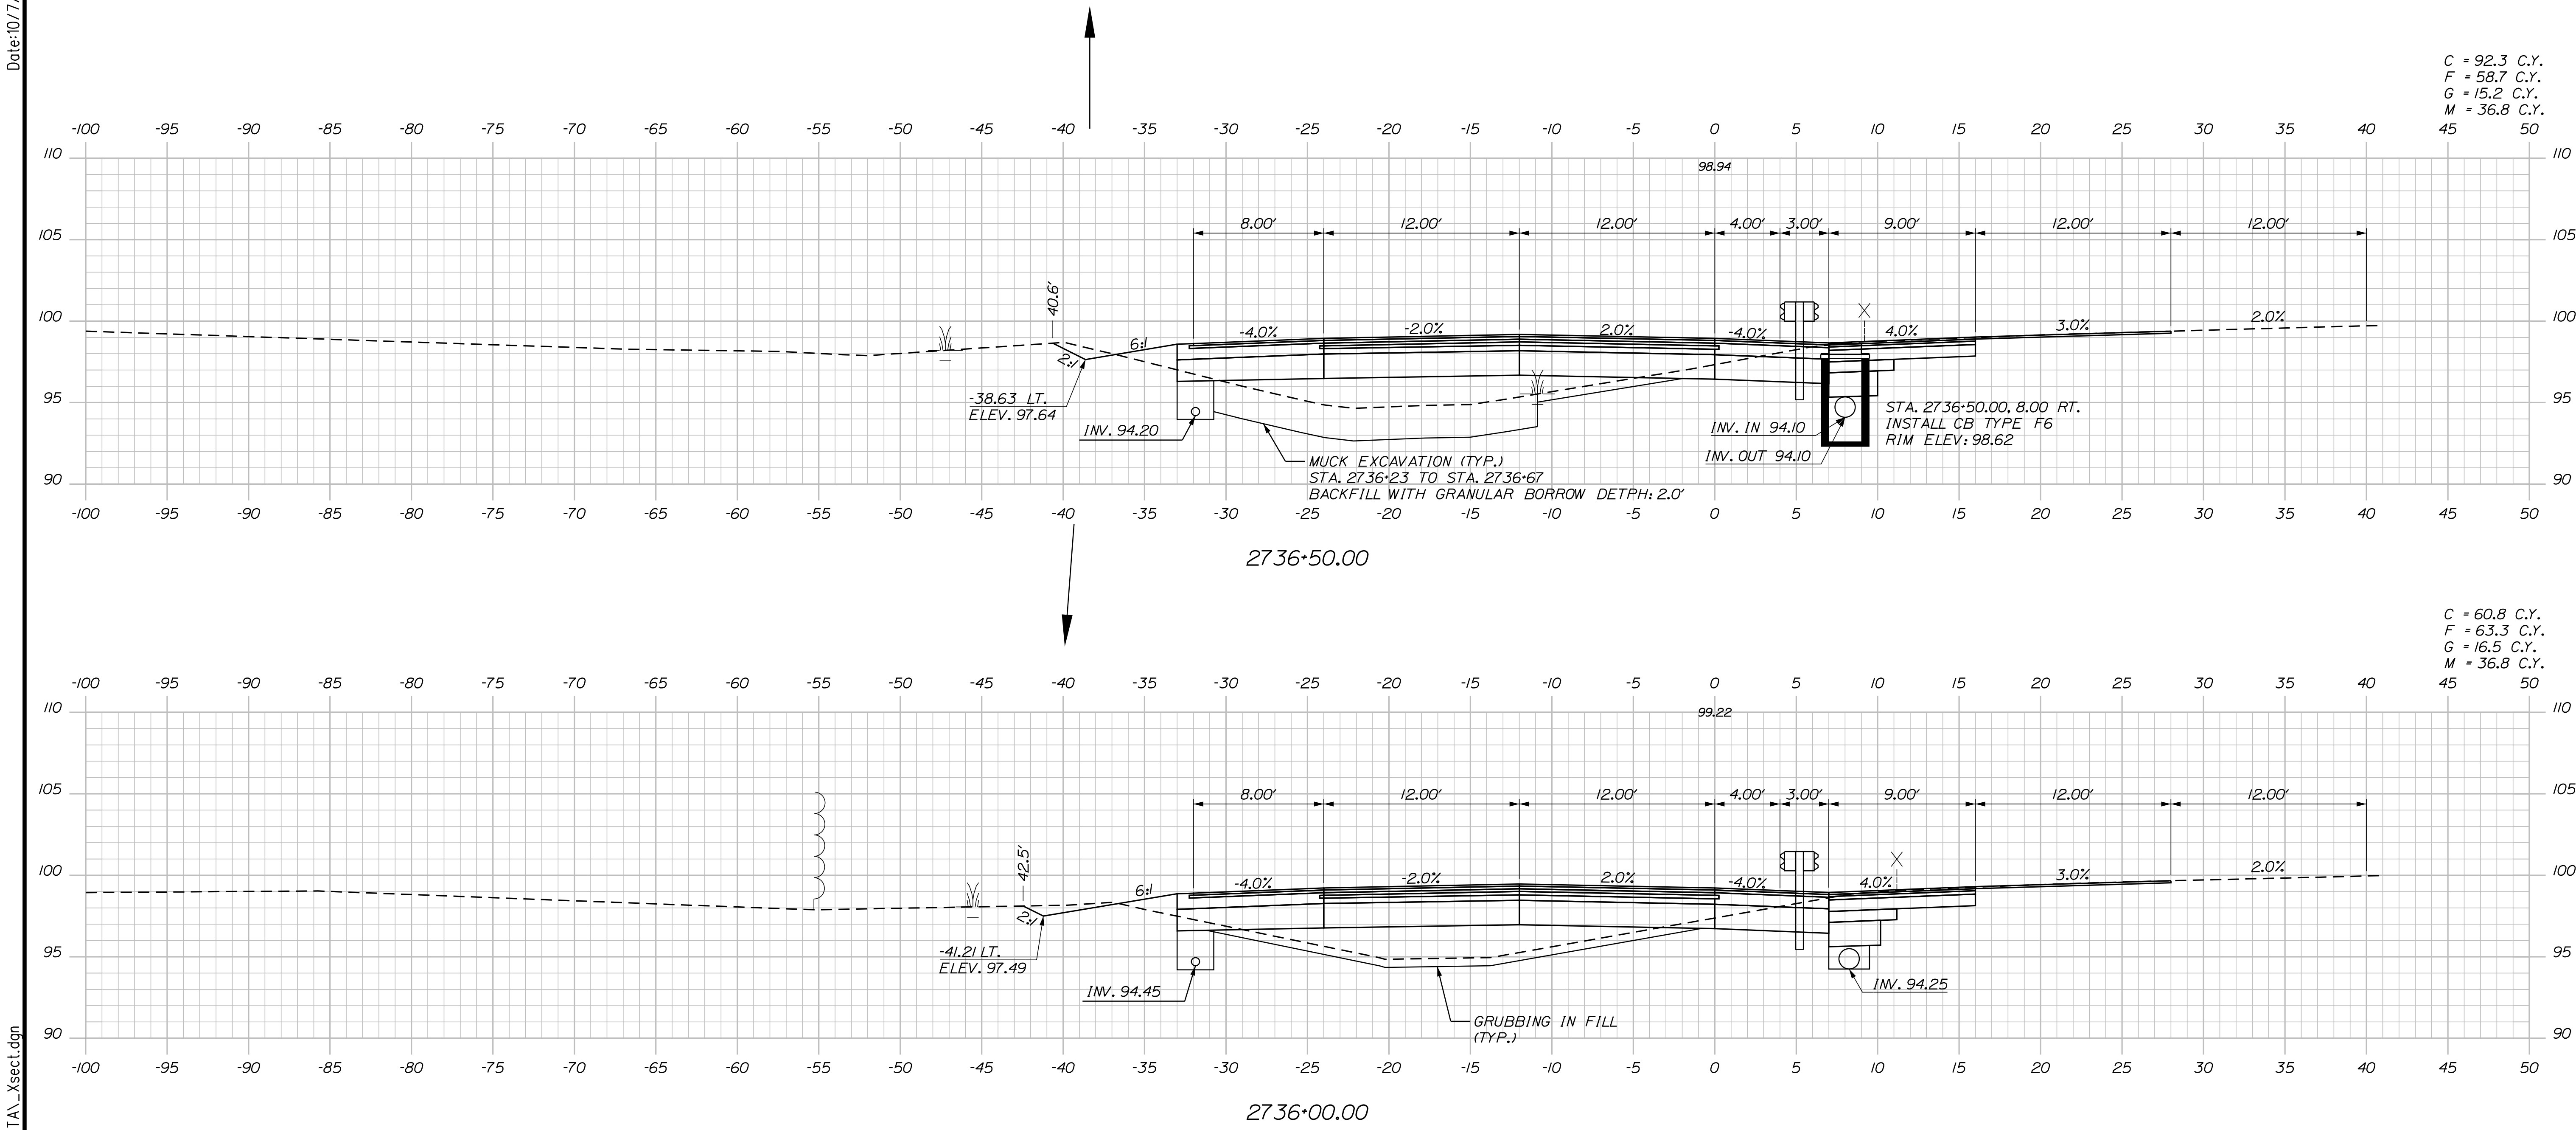 Date:10/7/
C = 92.3 C.Y.
F = 58.7 C.Y.
G = 15.2 C.Y.
M = 36.8 C.Y.
-100 -95 -90 -85 -80 -75 -70 -65 -60 -55 -50 -45 -40 -35 -30 -25 -20 -15 -10 -5 0 5 10 15 20 25 30 35 40 45 50
110 110
98.94
105 8.00' 12.00' 12.00' 4.00' 3.00' 9.00' 12.00' 12.00' 105
40.6'
100 6:1 -4.0% -2.0% 2.0% -4.0% 4.0% 3.0% 2.0% 100
2:1
95 95
-38.63 LT.
ELEV. 97.64
INV. 94.20
INV. IN 94.10
INV. OUT 94.10
STA. 2736+50.00, 8.00 RT.
INSTALL CB TYPE F6
RIM ELEV: 98.62
MUCK EXCAVATION (TYP.)
STA. 2736+23 TO STA. 2736+67
BACKFILL WITH GRANULAR BORROW DETPH: 2.0'
90 90
-100 -95 -90 -85 -80 -75 -70 -65 -60 -55 -50 -45 -40 -35 -30 -25 -20 -15 -10 -5 0 5 10 15 20 25 30 35 40 45 50
2736+50.00
C = 60.8 C.Y.
F = 63.3 C.Y.
G = 16.5 C.Y.
M = 36.8 C.Y.
-100 -95 -90 -85 -80 -75 -70 -65 -60 -55 -50 -45 -40 -35 -30 -25 -20 -15 -10 -5 0 5 10 15 20 25 30 35 40 45 50
110 110
99.22
105 8.00' 12.00' 12.00' 4.00' 3.00' 9.00' 12.00' 12.00' 105
42.5'
100 6:1 -4.0% -2.0% 2.0% -4.0% 4.0% 3.0% 2.0% 100
2:1
95 95
-41.21 LT.
ELEV. 97.49
INV. 94.45
INV. 94.25
GRUBBING IN FILL
(TYP.)
90 90
-100 -95 -90 -85 -80 -75 -70 -65 -60 -55 -50 -45 -40 -35 -30 -25 -20 -15 -10 -5 0 5 10 15 20 25 30 35 40 45 50
2736+00.00
TA\_Xsect.dgn